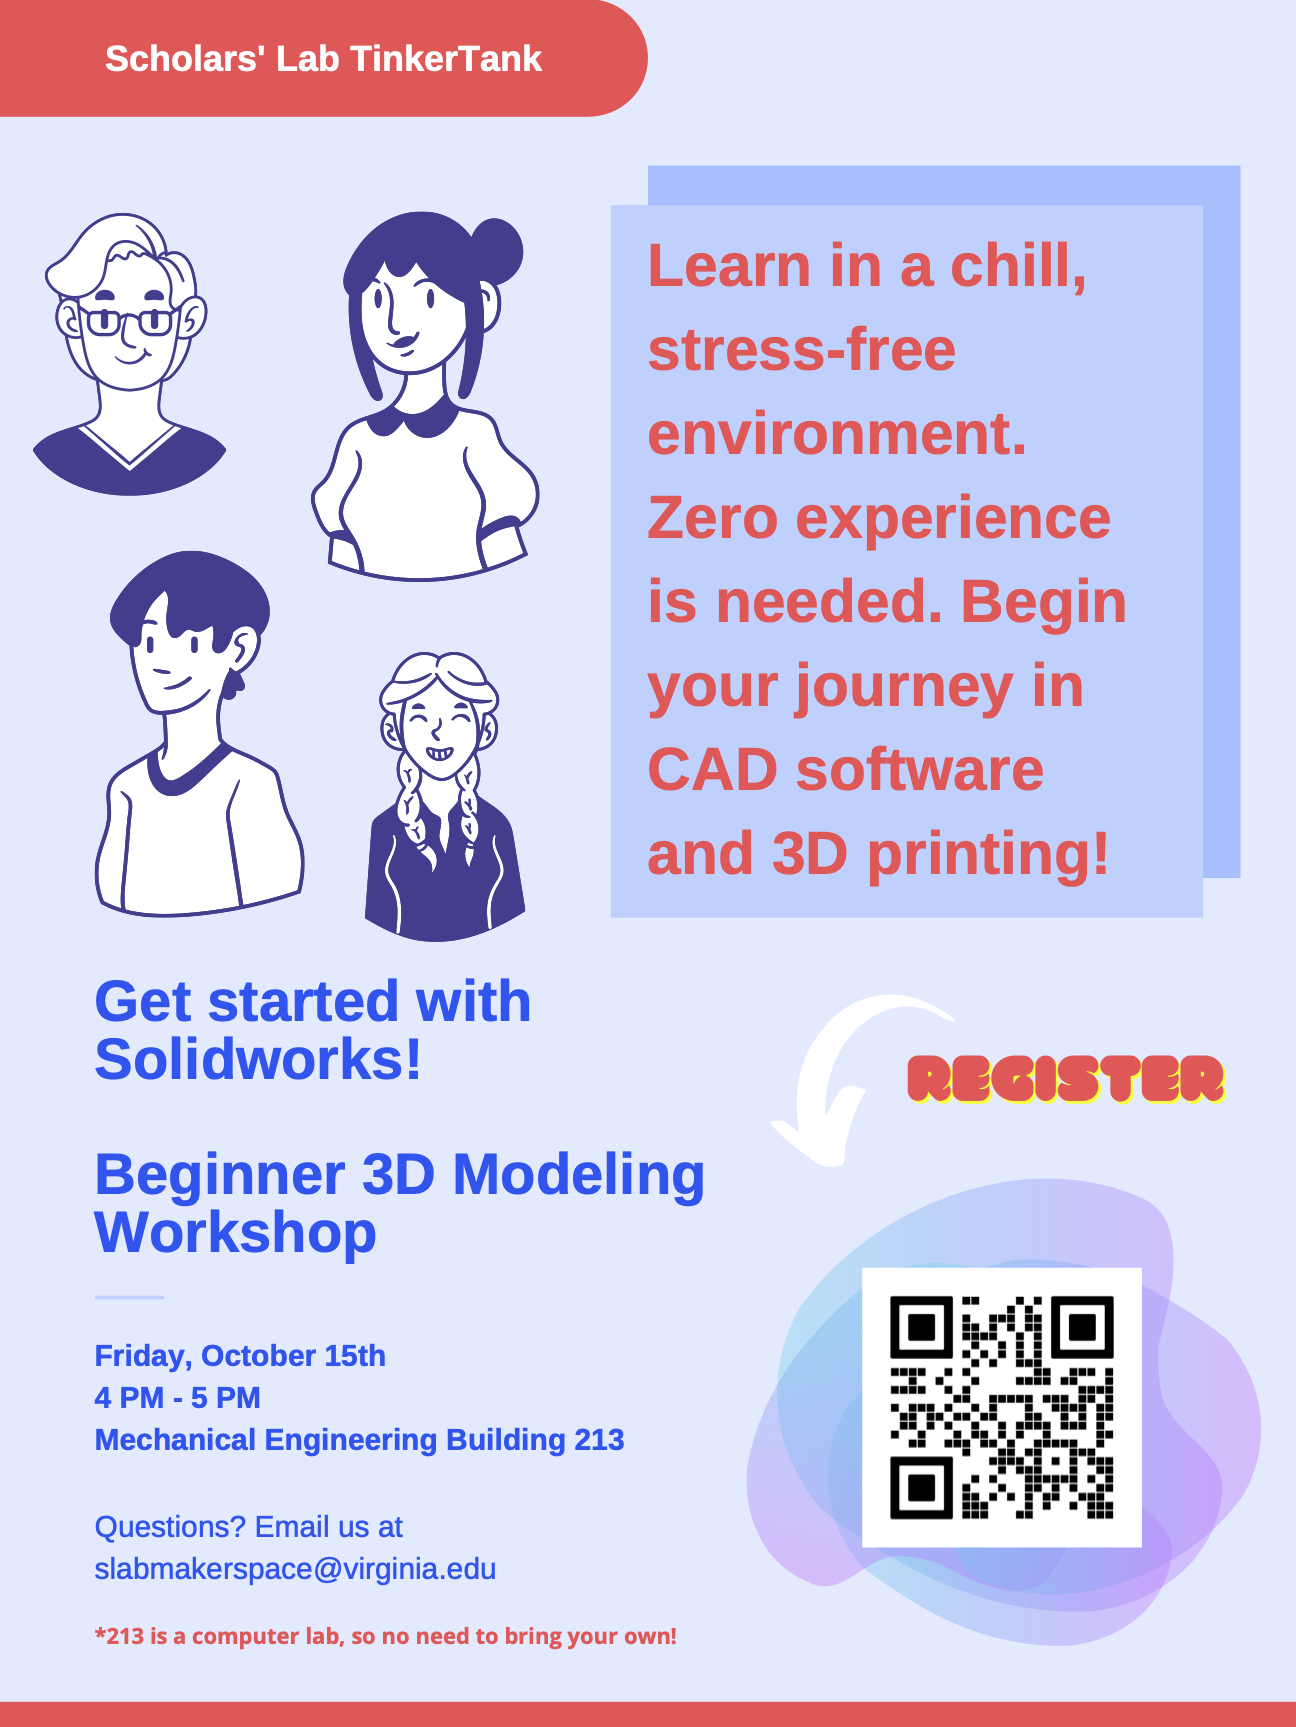 Scholars' Lab TinkerTank
Learn in a chill,
stress-free
environment.
Zero experience
is needed. Begin
your journey in
CAD software
and 3D printing!
Get started with
Solidworks!
Beginner 3D Modeling
Workshop
REGISTER
Friday, October 15th
4 PM - 5 PM
Mechanical Engineering Building 213
Questions? Email us at
slabmakerspace@virginia.edu
*213 is a computer lab, so no need to bring your own!